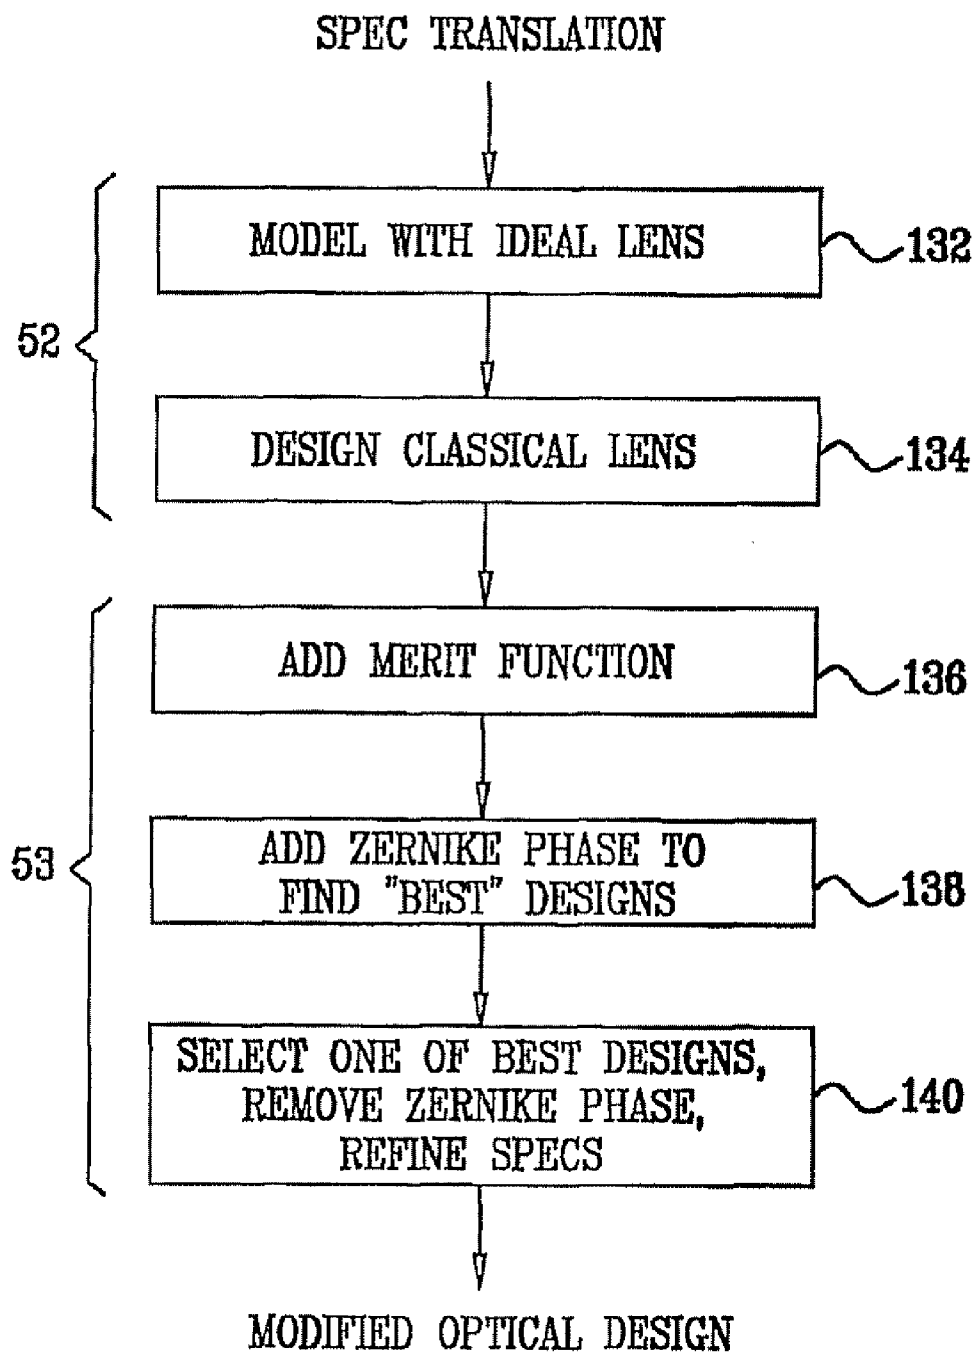 SPEC TRANSLATION
MODEL WITH IDEAL LENS
132
52
DESIGN CLASSICAL LENS
134
ADD MERIT FUNCTION
136
53
ADD ZERNIKE PHASE TO
FIND "BEST" DESIGNS
138
SELECT ONE OF BEST DESIGNS,
REMOVE ZERNIKE PHASE,
REFINE SPECS
140
MODIFIED OPTICAL DESIGN